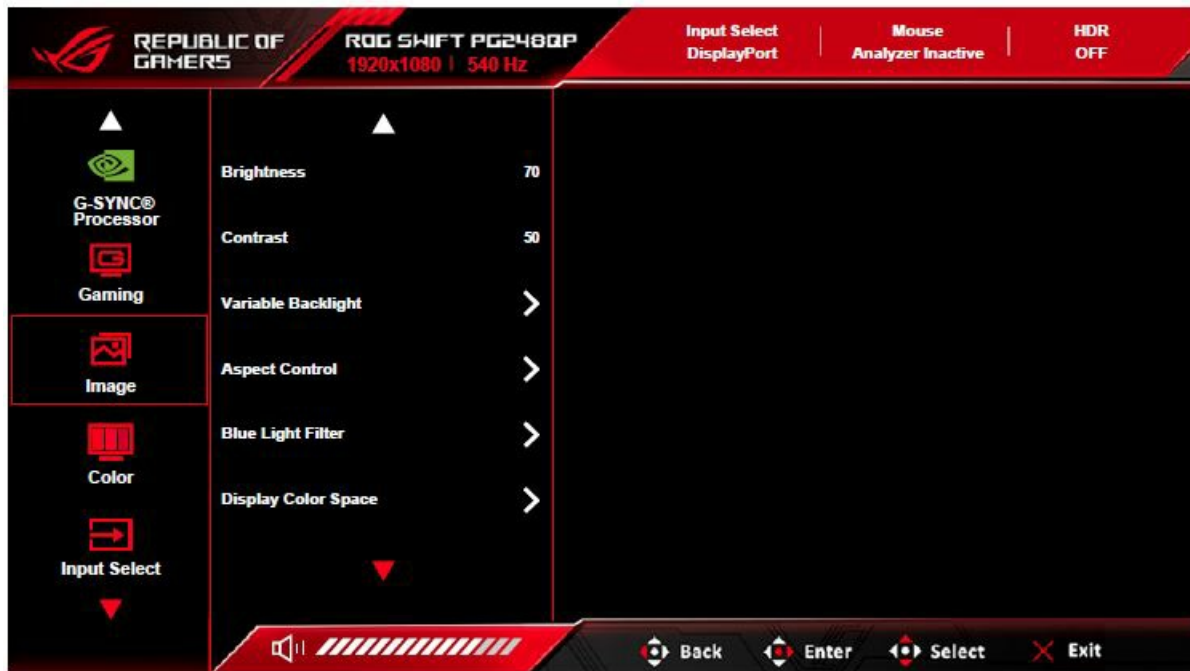 REPUBLIC OF
GAMERS
ROG SWIFT PG248QP
1920x1080 | 540 Hz
Input Select
DisplayPort
Mouse
Analyzer Inactive
HDR
OFF
G-SYNC®
Processor
Gaming
Image
Color
Input Select
Brightness 70
Contrast 50
Variable Backlight
Aspect Control
Blue Light Filter
Display Color Space
Back Enter Select Exit